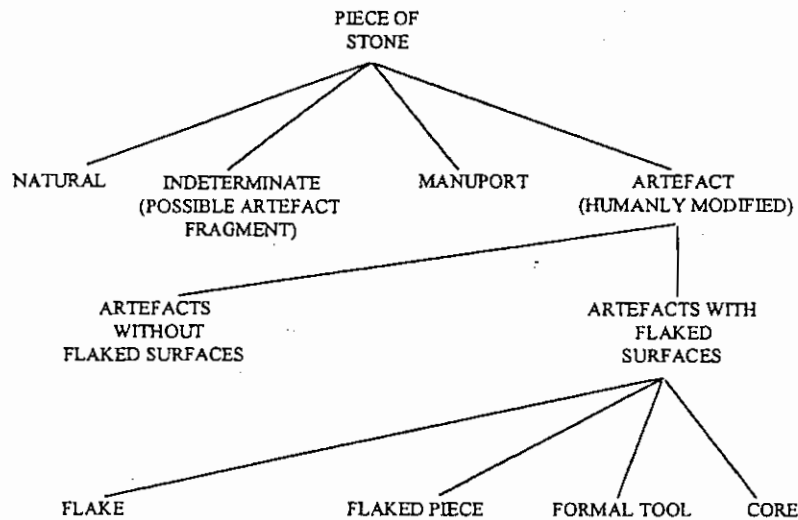 PIECE OF
STONE
NATURAL
INDETERMINATE
(POSSIBLE ARTEFACT
FRAGMENT)
MANUPORT
ARTEFACT
(HUMANLY MODIFIED)
ARTEFACTS
WITHOUT
FLAKED SURFACES
ARTEFACTS WITH
FLAKED
SURFACES
FLAKE
FLAKED PIECE
FORMAL TOOL
CORE